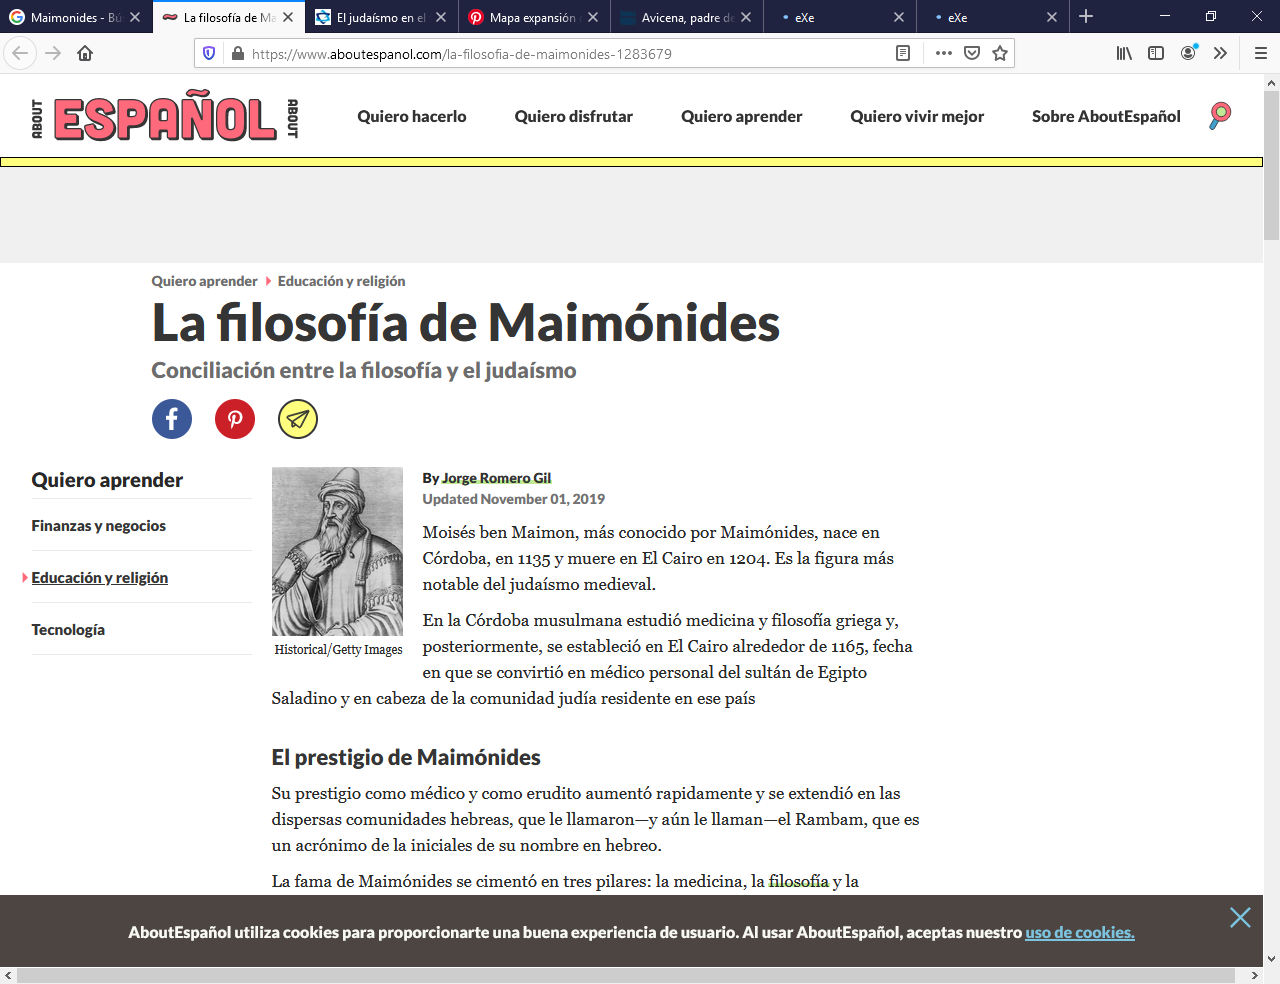 Maimonides - Bú
La filosofía de Ma
El judaísmo en el
Mapa expansión
Avicena, padre de
eXe
eXe
https://www.aboutespanol.com/la-filosofia-de-maimonides-1283679
ABOUT ESPAÑOL ABOUT
Quiero hacerlo
Quiero disfrutar
Quiero aprender
Quiero vivir mejor
Sobre AboutEspañol
Quiero aprender Educación y religión
La filosofía de Maimónides
Conciliación entre la filosofía y el judaísmo
Quiero aprender
Finanzas y negocios
Educación y religión
Tecnología
Historical/Getty Images
By Jorge Romero Gil
Updated November 01, 2019
Moisés ben Maimon, más conocido por Maimónides, nace en
Córdoba, en 1135 y muere en El Cairo en 1204. Es la figura más
notable del judaísmo medieval.
En la Córdoba musulmana estudió medicina y filosofía griega y,
posteriormente, se estableció en El Cairo alrededor de 1165, fecha
en que se convirtió en médico personal del sultán de Egipto
Saladino y en cabeza de la comunidad judía residente en ese país
El prestigio de Maimónides
Su prestigio como médico y como erudito aumentó rapidamente y se extendió en las
dispersas comunidades hebreas, que le llamaron—y aún le llaman—el Rambam, que es
un acrónimo de la iniciales de su nombre en hebreo.
La fama de Maimónides se cimentó en tres pilares: la medicina, la filosofía y la
AboutEspañol utiliza cookies para proporcionarte una buena experiencia de usuario. Al usar AboutEspañol, aceptas nuestro uso de cookies.